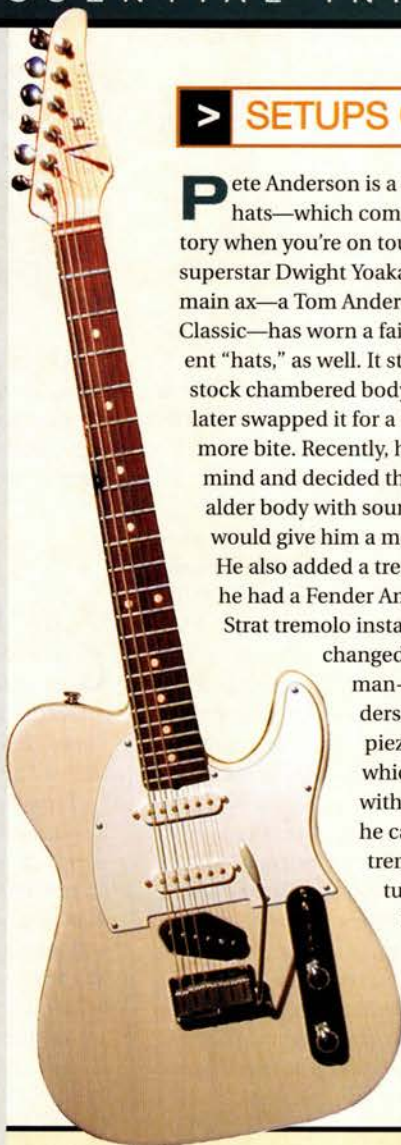 > SETUPS
Pete Anderson is a
hats—which com
tory when you're on tou
superstar Dwight Yoaka
main ax—a Tom Ander
Classic—has worn a fai
ent “hats,” as well. It st
stock chambered body
later swapped it for a
more bite. Recently, h
mind and decided th
alder body with soun
would give him a m
He also added a tre
he had a Fender An
Strat tremolo insta
changed
man-
ders
piez
whic
with
he ca
trem
tu